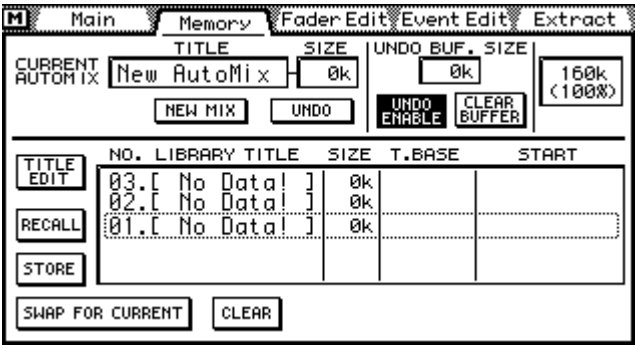 M Main Memory Fader Edit Event Edit Extract
TITLE SIZE UNDO BUF. SIZE
CURRENT AUTOMIX New AutoMix 0k 0k 160k
(100%)
NEW MIX UNDO UNDO ENABLE CLEAR BUFFER
NO. LIBRARY TITLE SIZE T.BASE START
TITLE EDIT
03.[ No Data! ] 0k
02.[ No Data! ] 0k
RECALL 01.[ No Data! ] 0k
STORE
SWAP FOR CURRENT CLEAR